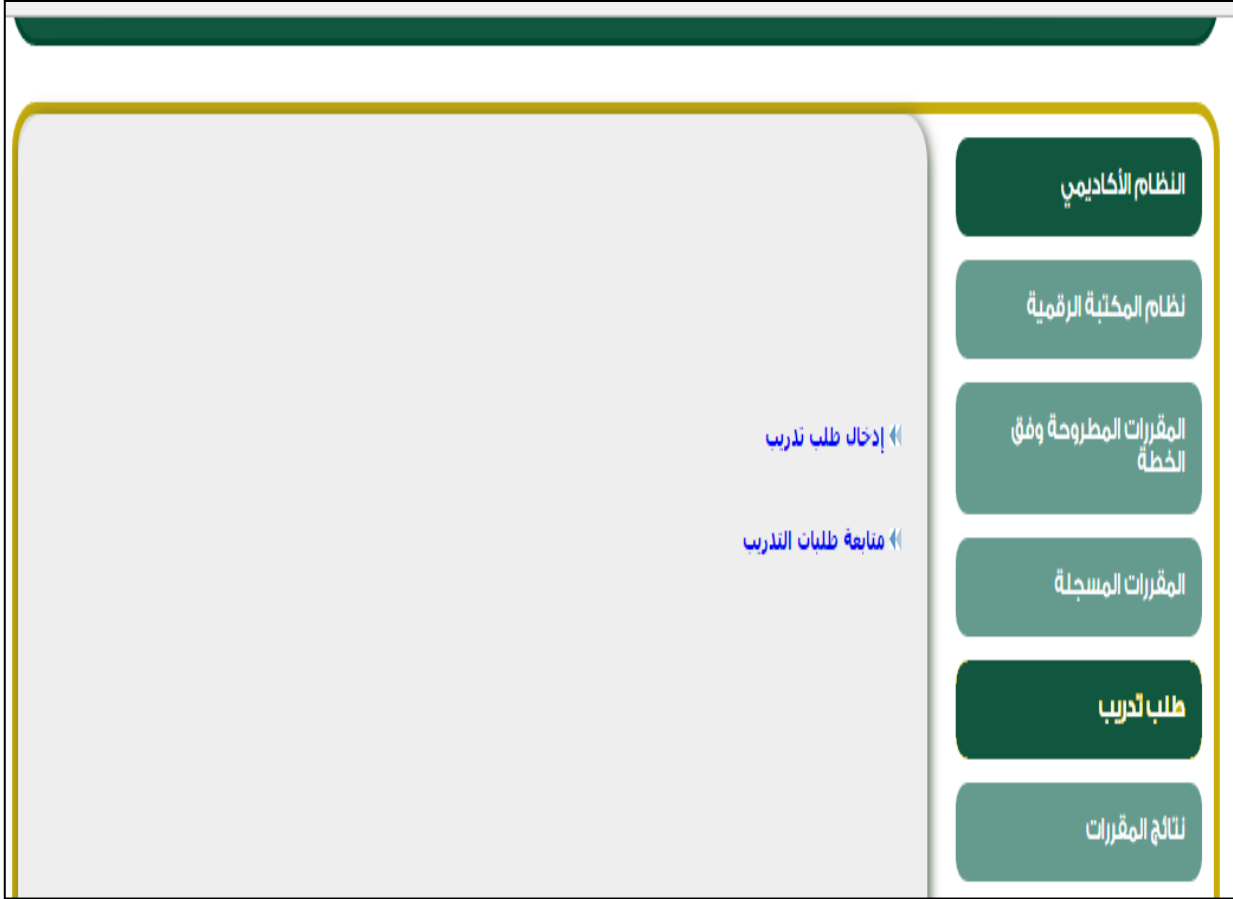 النظام الأكاديمي
نظام المكتبة الرقمية
المقررات المطروحة وفق
الخطة
المقررات المسجلة
طلب تدريب
نتائج المقررات
إدخال طلب تدريب
متابعة طلبات التدريب